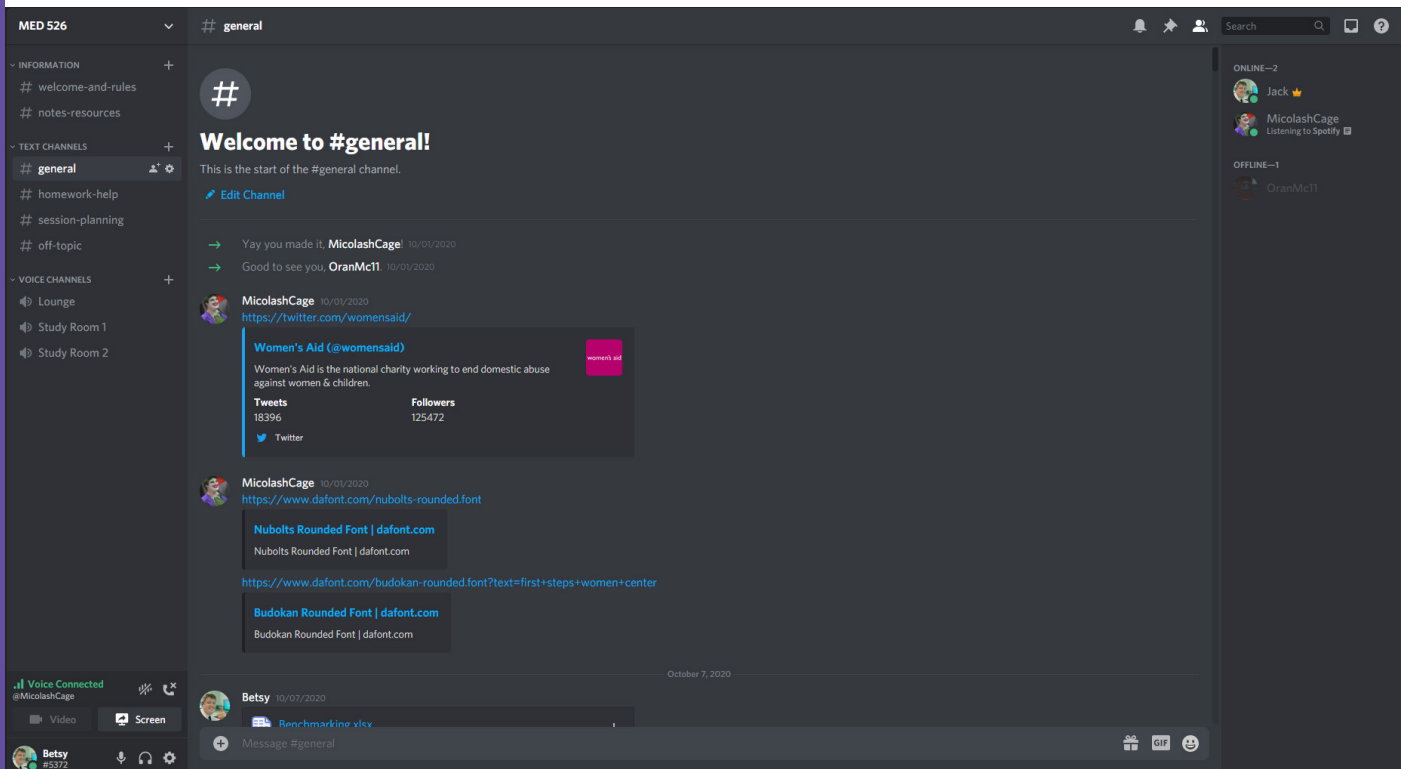 MED 526
INFORMATION
welcome-and-rules
notes-resources
TEXT CHANNELS
general
homework-help
session-planning
off-topic
VOICE CHANNELS
Lounge
Study Room 1
Study Room 2
Voice Connected
@MicolashCage
Video
Screen
Betsy
#5372
# general
Search
#
Welcome to #general!
This is the start of the #general channel.
Edit Channel
Yay you made it, MicolashCage! 10/01/2020
Good to see you, OranMc11. 10/01/2020
MicolashCage 10/01/2020
https://twitter.com/womensaid/
Women's Aid (@womensaid)
women's aid
Women's Aid is the national charity working to end domestic abuse
against women & children.
Tweets Followers
18396 125472
Twitter
MicolashCage 10/01/2020
https://www.dafont.com/nubolts-rounded.font
Nubolts Rounded Font | dafont.com
Nubolts Rounded Font | dafont.com
https://www.dafont.com/budokan-rounded.font?text=first+steps+women+center
Budokan Rounded Font | dafont.com
Budokan Rounded Font | dafont.com
October 7, 2020
Betsy 10/07/2020
Benchmarking.xlsx
Message #general
GIF
ONLINE—2
Jack
MicolashCage
Listening to Spotify
OFFLINE—1
OranMc11